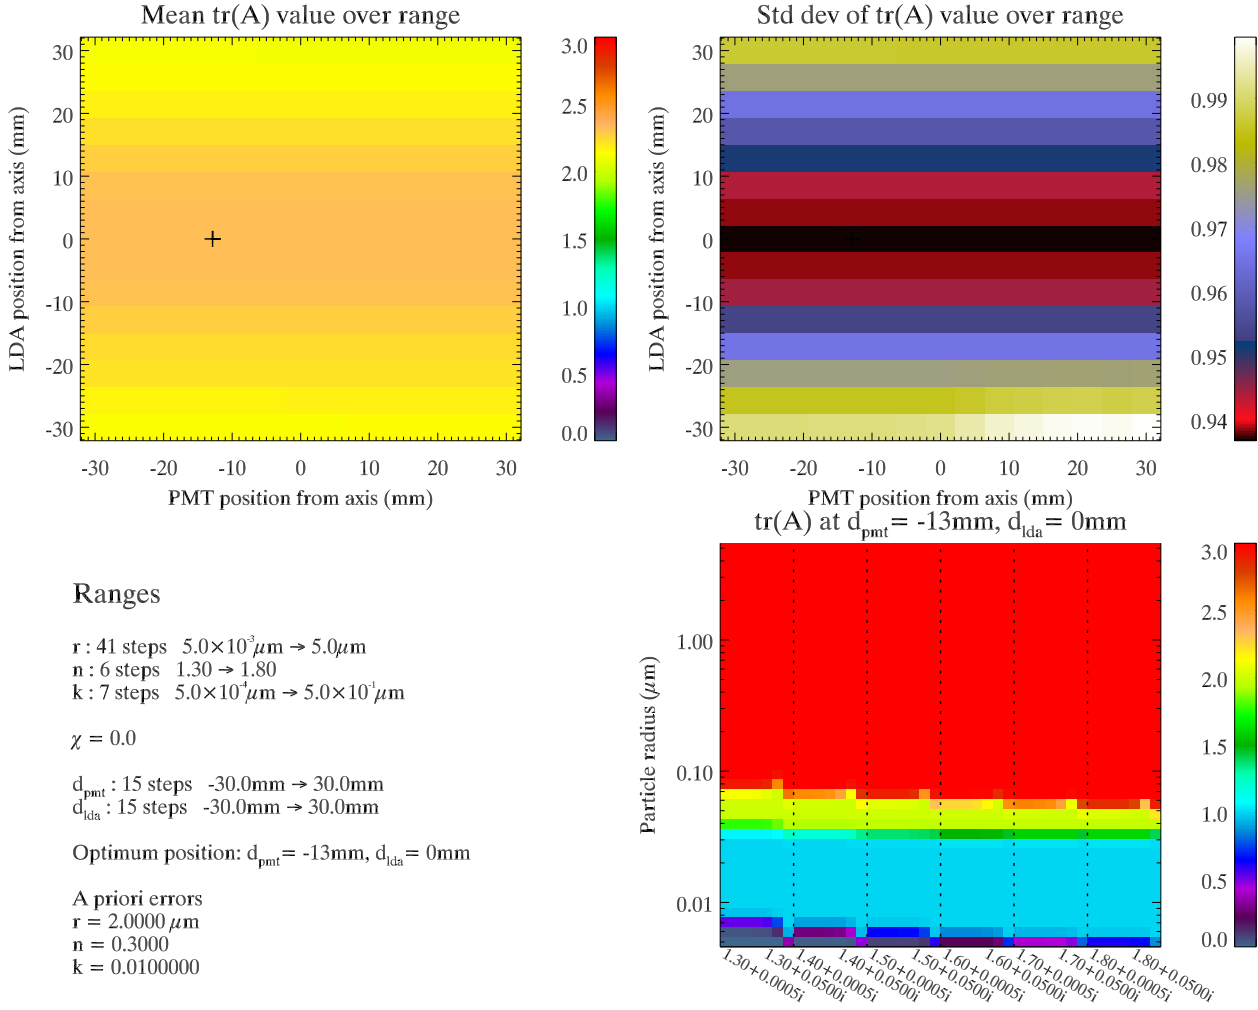 Mean tr(A) value over range
LDA position from axis (mm)
30
20
10
0
-10
-20
-30
-30 -20 -10 0 10 20 30
PMT position from axis (mm)
3.0
2.5
2.0
1.5
1.0
0.5
0.0
Std dev of tr(A) value over range
LDA position from axis (mm)
30
20
10
0
-10
-20
-30
-30 -20 -10 0 10 20 30
PMT position from axis (mm)
0.99
0.98
0.97
0.96
0.95
0.94
Ranges
r : 41 steps 5.0×10⁻³μm → 5.0μm
n : 6 steps 1.30 → 1.80
k : 7 steps 5.0×10⁻⁴μm → 5.0×10⁻¹μm
χ = 0.0
d_pmt : 15 steps -30.0mm → 30.0mm
d_lda : 15 steps -30.0mm → 30.0mm
Optimum position: d_pmt = -13mm, d_lda = 0mm
A priori errors
r = 2.0000 μm
n = 0.3000
k = 0.0100000
tr(A) at d_pmt = -13mm, d_lda = 0mm
Particle radius (μm)
1.00
0.10
0.01
1.30+0.0005i
1.30+0.0500i
1.40+0.0005i
1.40+0.0500i
1.50+0.0005i
1.50+0.0500i
1.60+0.0005i
1.60+0.0500i
1.70+0.0005i
1.70+0.0500i
1.80+0.0005i
1.80+0.0500i
3.0
2.5
2.0
1.5
1.0
0.5
0.0